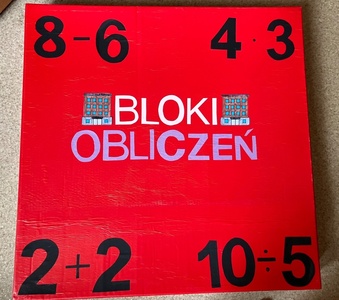 8-6 4·3
BLOKI
OBLICZEŃ
2+2 10÷5